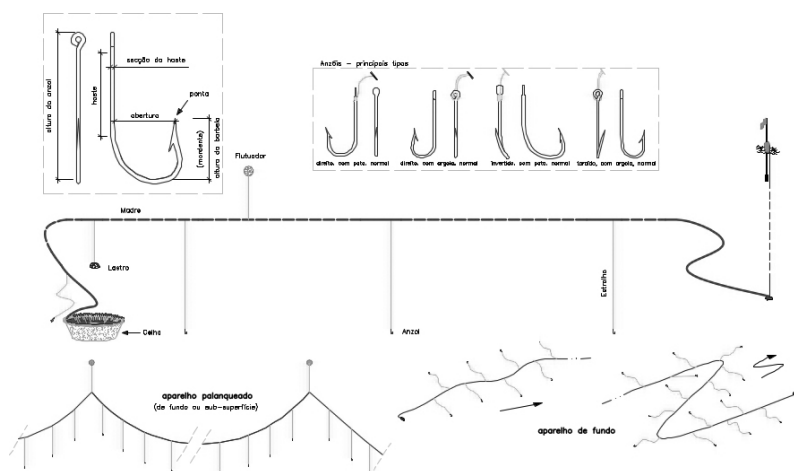 altura do anzol
haste
secção da haste
ponta
abertura
(mordente)
altura da barbela
Anzóis - principais tipos
direito, com pata, normal
direito, com argola, normal
invertido, com pata, normal
torcido, com argola, normal
Flutuador
Madre
Lastro
Celha
Anzol
Estralho
aparelho palanqueado
(de fundo ou sub-superfície)
aparelho de fundo